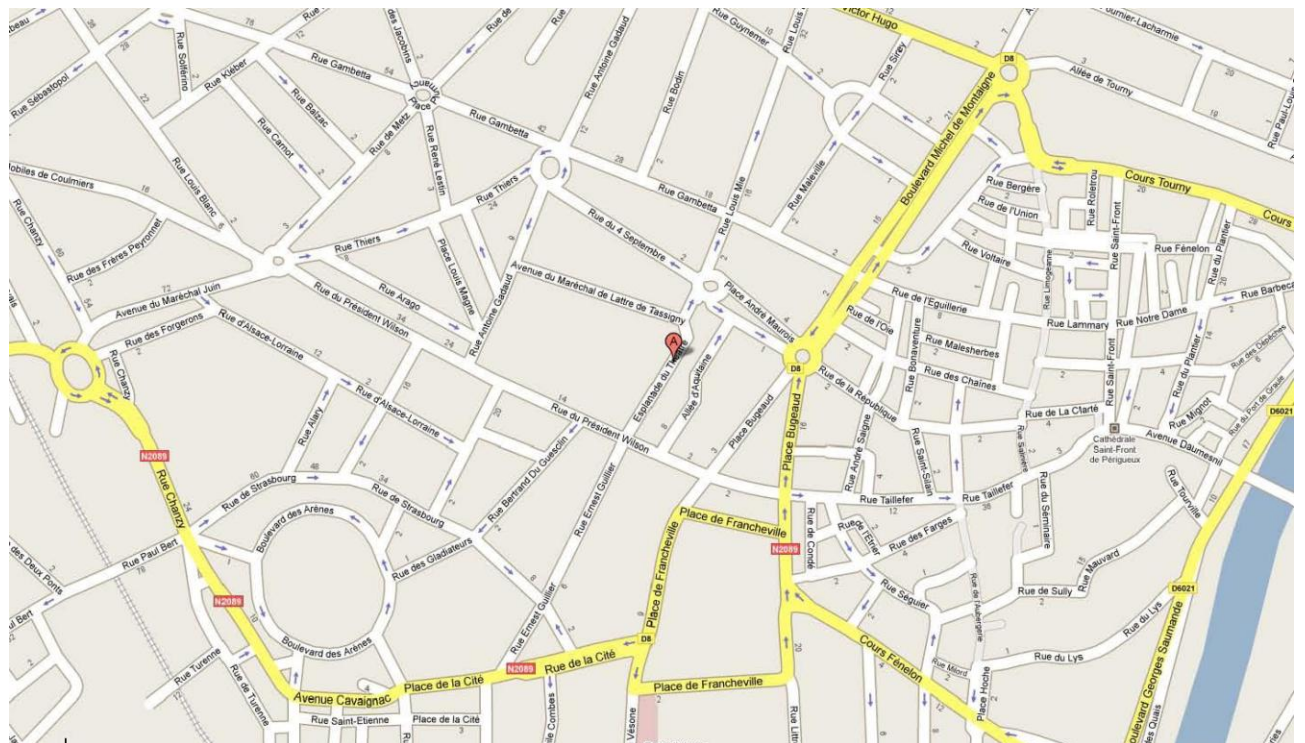 Victor Hugo
Fournier-Lacharmie
Rue Solférino
Rue Kléber
Rue Gambetta
des Jacobins
Rue Antoine Gadaud
Rue Guynemer
Rue Louis
Rue Sirey
D8
Allée de Tourny
Rue Paul-Louis
Rue Sébastopol
Rue Balzac
Rue Carnot
Rue de Metz
Place
Rue Gambetta
Rue Bodin
Boulevard Michel de Montaigne
Rue René Lestin
Rue Maleville
Cours Tourny
Cours
Mobiles de Coulmiers
Rue Louis Blanc
Rue Thiers
Rue Louis Mie
Rue Gambetta
Rue Bergère
Rue Roletrou
Rue de l'Union
Rue Saint-Front
Rue Chanzy
Rue des Frères Peyronnet
Rue Thiers
Place Louis Magne
Rue du 4 Septembre
Rue Voltaire
Rue Limogeanne
Rue Fénelon
Rue du Plantier
Avenue du Maréchal Juin
Rue Arago
Rue Antoine Gadaud
Avenue du Maréchal de Lattre de Tassigny
Place André Maurois
Rue de l'Eguillerie
Rue Barbeca
Rue des Forgerons
Rue d'Alsace-Lorraine
Rue du Président Wilson
Rue de l'Oie
Rue Lammary
Rue Notre Dame
Rue Bonaventure
Rue Malesherbes
Rue Saint-Front
Rue du Plantier
Rue des Dépêches
A
Esplanade du Théâtre
Allée d'Aquitaine
D8
Rue des Chaînes
Rue Chanzy
Rue Alary
Rue d'Alsace-Lorraine
Rue de la République
Rue de La Clarté
Rue Mignot
Rue du Port de Graule
D6021
Rue du Président Wilson
Place Bugeaud
Place Bugeaud
Rue André Saigne
Rue Saint-Silain
Rue Salinière
Cathédrale
Saint-Front
de Périgueux
Avenue Daumesnil
N2089
Rue Chanzy
Rue de Strasbourg
Rue de Strasbourg
Rue Bertrand Du Guesclin
Rue Ernest Guillier
Rue Taillefer
Rue Taillefer
Rue Tourville
Boulevard des Arènes
Place de Francheville
Rue de Condé
Rue de l'Etrier
Rue des Farges
Rue du Séminaire
Rue Paul Bert
Rue des Gladiateurs
N2089
Rue Mauvard
des Deux Ponts
Place de Francheville
Rue Séguier
Rue de l'Aubergerie
Rue de Sully
D6021
Paul Bert
N2089
Rue Ernest Guillier
Rue du Lys
Boulevard des Arènes
D8
Cours Fénelon
Rue du Lys
Rue Turenne
Rue de la Cité
N2089
Rue Milord
Boulevard Georges Saumande
Rue de Turenne
Avenue Cavaignac
Place de la Cité
Place de Francheville
Place Hoche
Rue Saint-Etienne
Place de la Cité
Vésone
Rue Littré
des Quais